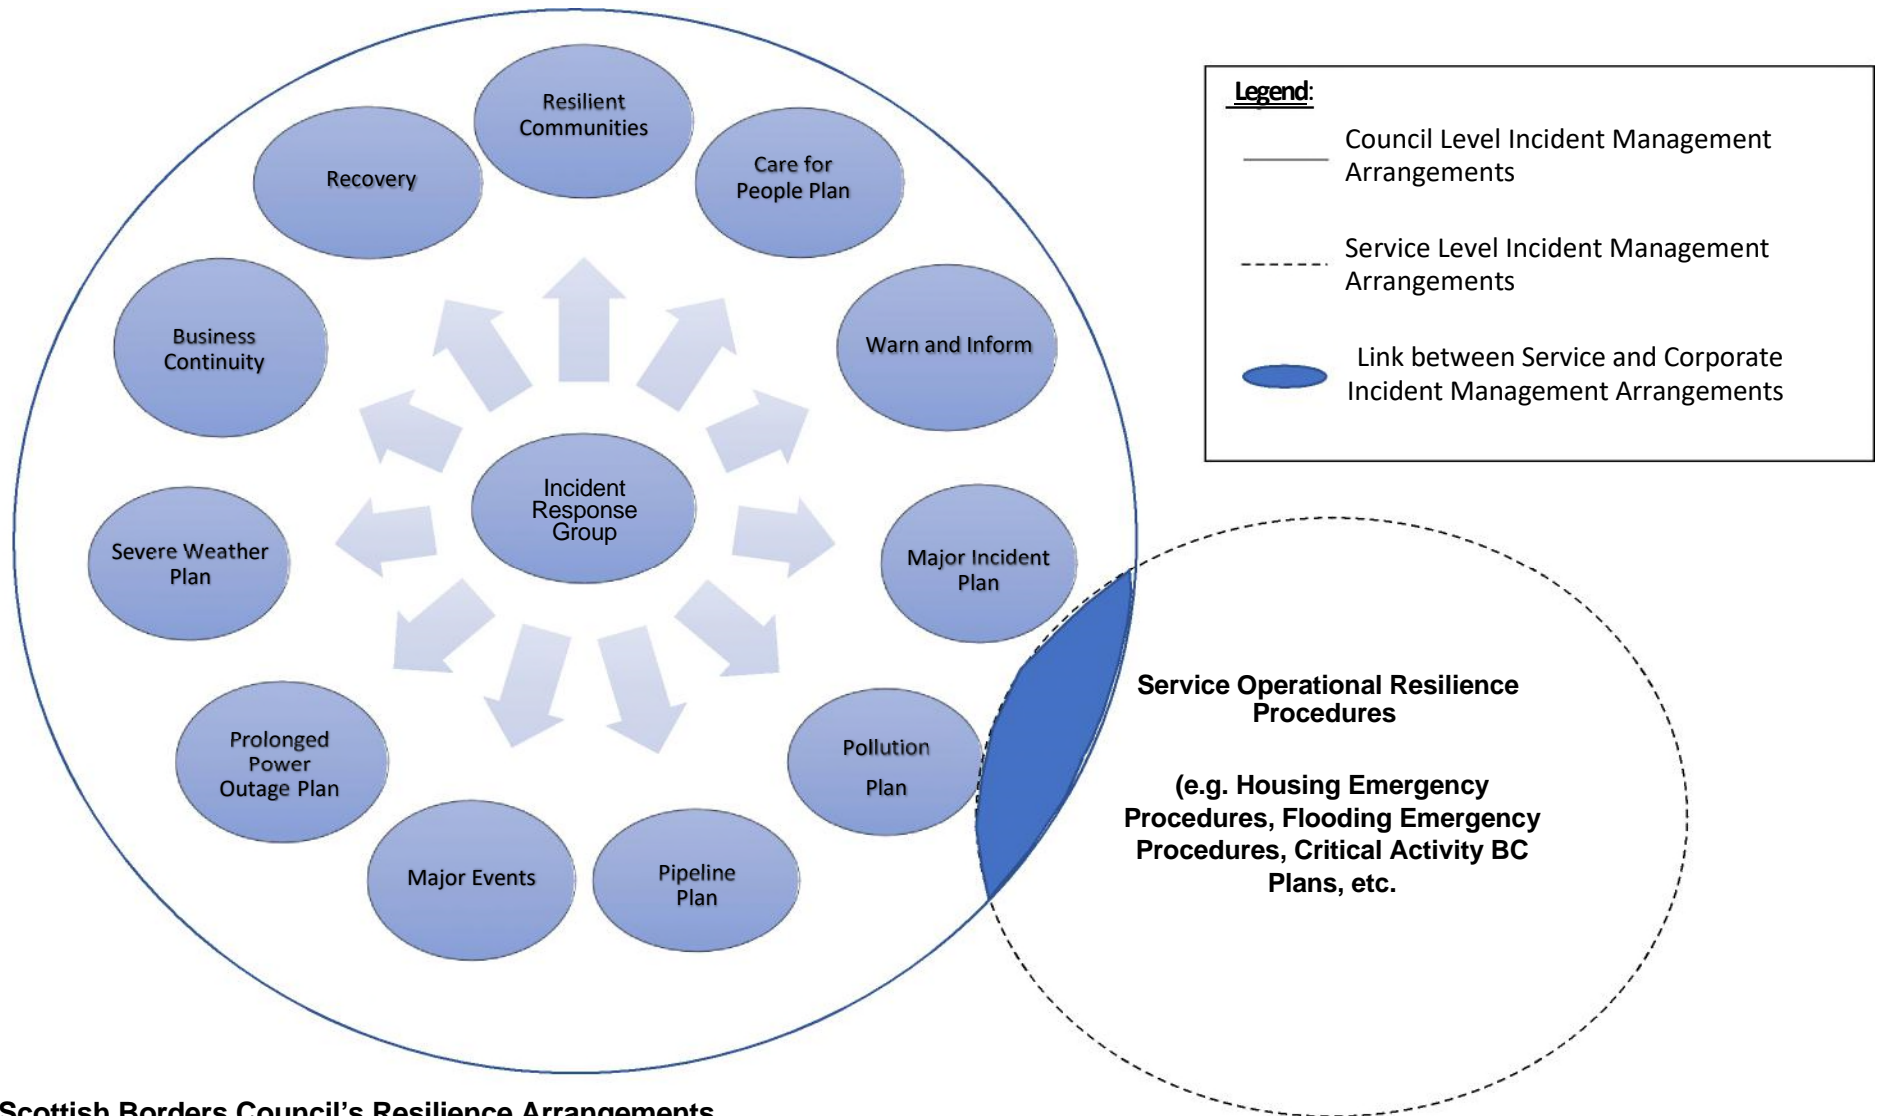 Resilient
Communities
Recovery
Care for
People Plan
Business
Continuity
Warn and Inform
Incident
Response
Group
Severe Weather
Plan
Major Incident
Plan
Prolonged
Power
Outage Plan
Pollution
Plan
Major Events
Pipeline
Plan
Legend:
Council Level Incident Management
Arrangements
Service Level Incident Management
Arrangements
Link between Service and Corporate
Incident Management Arrangements
Service Operational Resilience
Procedures
(e.g. Housing Emergency
Procedures, Flooding Emergency
Procedures, Critical Activity BC
Plans, etc.
Scottish Borders Council’s Resilience Arrangements